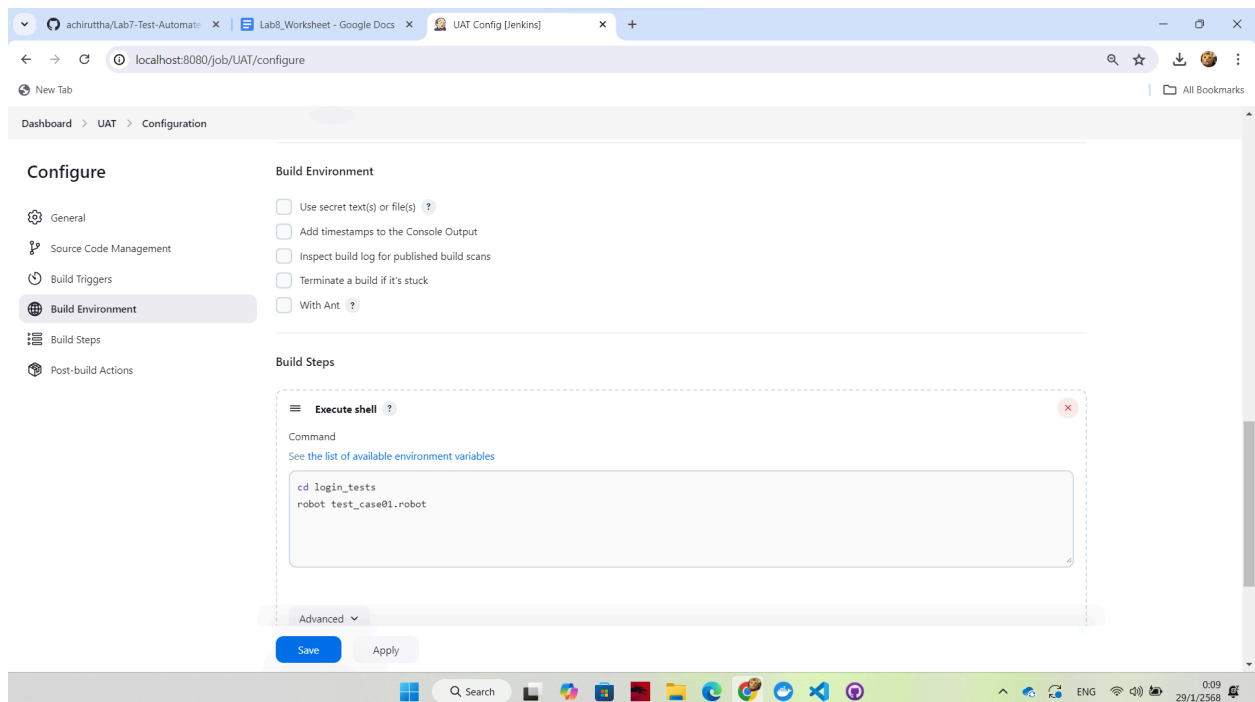 achiruttha/Lab7-Test-Automate
Lab8_Worksheet - Google Docs
UAT Config [Jenkins]
localhost:8080/job/UAT/configure
New Tab
All Bookmarks
Dashboard > UAT > Configuration
Configure
General
Source Code Management
Build Triggers
Build Environment
Build Steps
Post-build Actions
Build Environment
Use secret text(s) or file(s) ?
Add timestamps to the Console Output
Inspect build log for published build scans
Terminate a build if it's stuck
With Ant ?
Build Steps
Execute shell ?
Command
See the list of available environment variables
cd login_tests
robot test_case01.robot
Advanced
Save
Apply
Search
ENG
0:09
29/1/2568